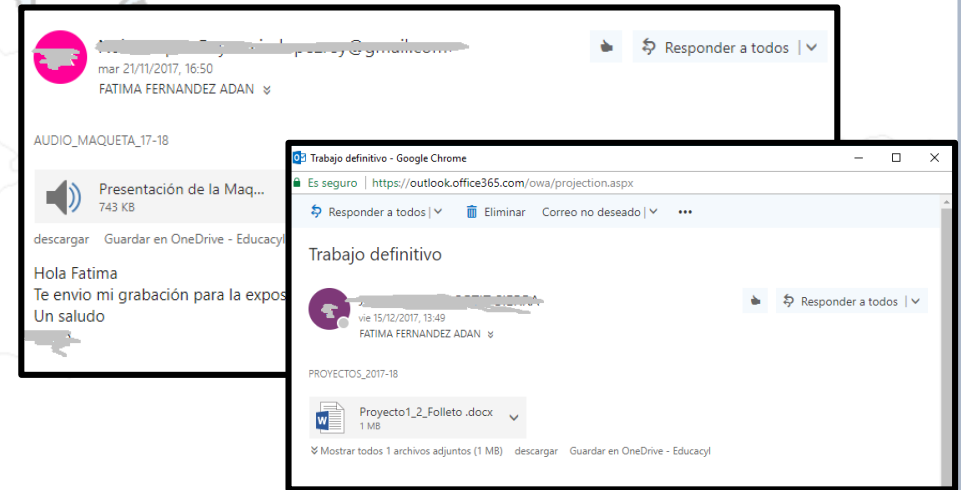 @gmail.com
Responder a todos
mar 21/11/2017, 16:50
FATIMA FERNANDEZ ADAN
AUDIO_MAQUETA_17-18
Presentación de la Maq...
743 KB
descargar Guardar en OneDrive - Educacyl
Hola Fatima
Te envio mi grabación para la expos
Un saludo
Trabajo definitivo - Google Chrome
Es seguro | https://outlook.office365.com/owa/projection.aspx
Responder a todos | Eliminar Correo no deseado | ...
Trabajo definitivo
Responder a todos
vie 15/12/2017, 13:49
FATIMA FERNANDEZ ADAN
PROYECTOS_2017-18
Proyecto1_2_Folleto .docx
1 MB
Mostrar todos 1 archivos adjuntos (1 MB) descargar Guardar en OneDrive - Educacyl